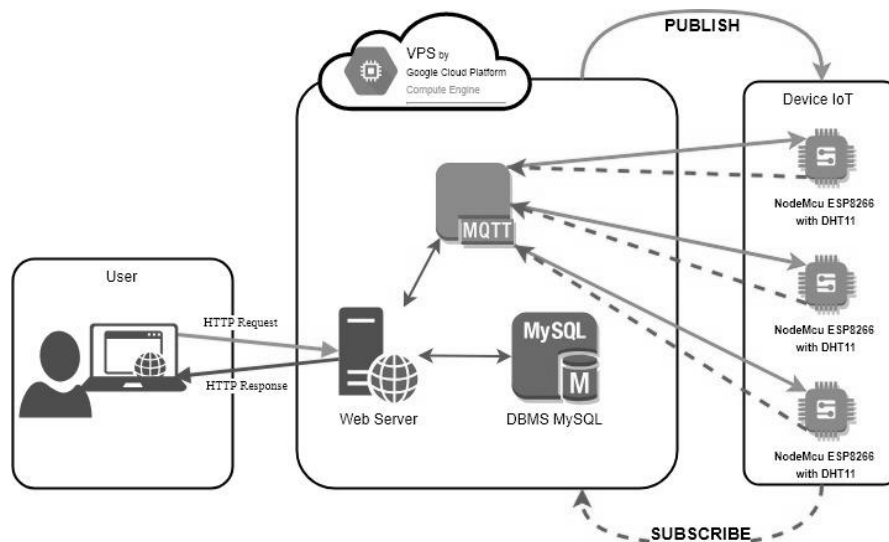 PUBLISH
VPS by
Google Cloud Platform
Compute Engine
Device IoT
NodeMcu ESP8266
with DHT11
MQTT
User
NodeMcu ESP8266
with DHT11
HTTP Request
MySQL
M
HTTP Response
Web Server
DBMS MySQL
NodeMcu ESP8266
with DHT11
SUBSCRIBE